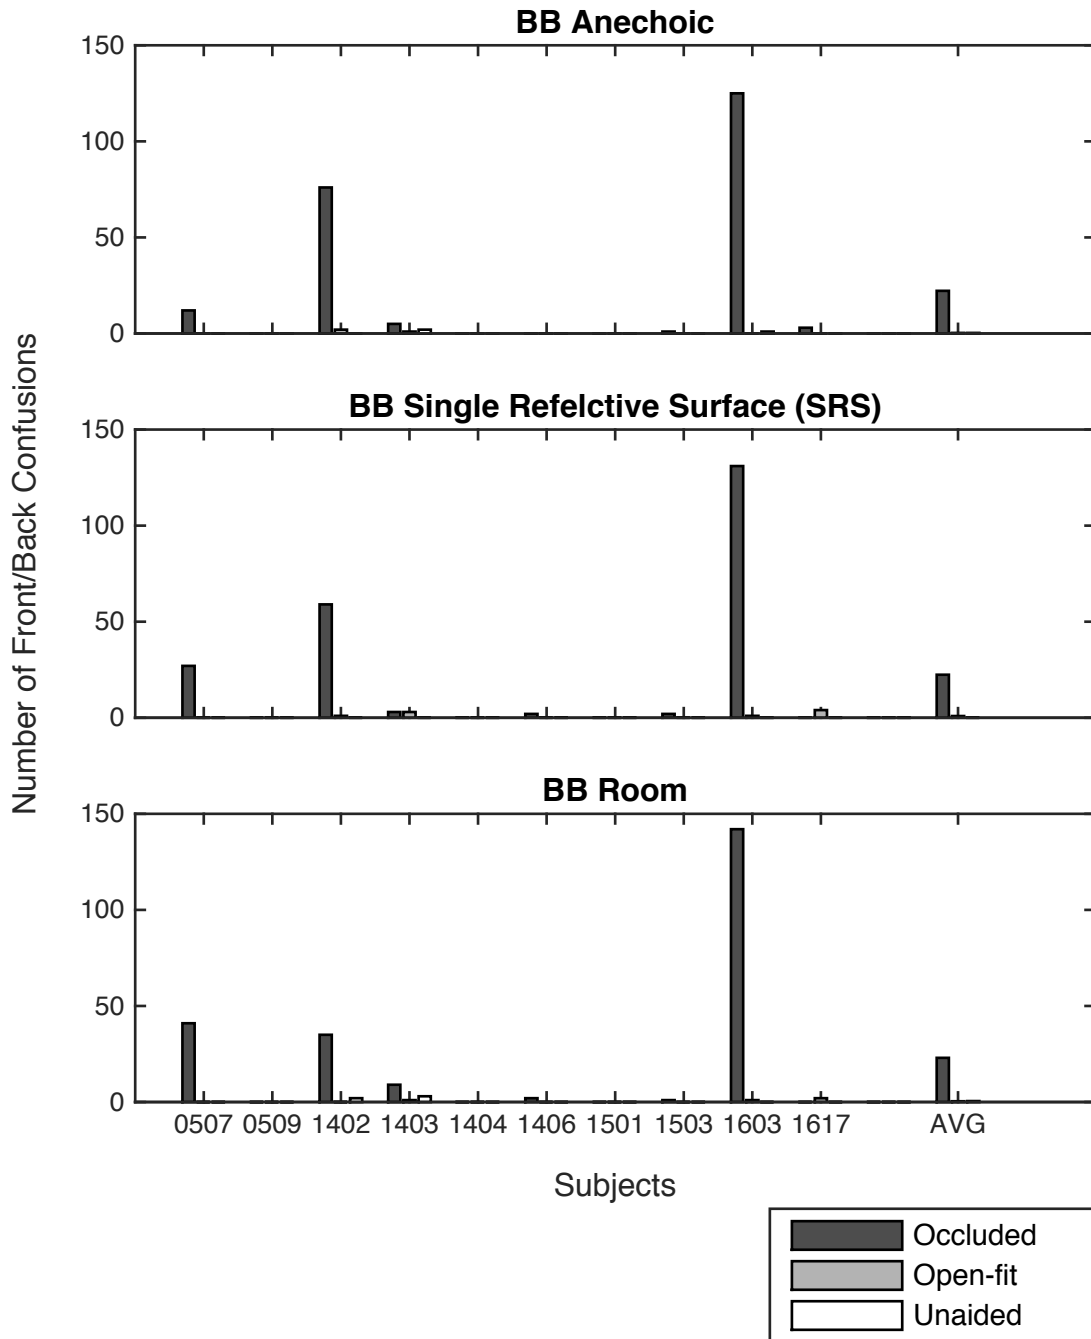 BB Anechoic
150
100
50
0
BB Single Refelctive Surface (SRS)
150
100
50
0
Number of Front/Back Confusions
BB Room
150
100
50
0
0507 0509 1402 1403 1404 1406 1501 1503 1603 1617 AVG
Subjects
Occluded
Open-fit
Unaided